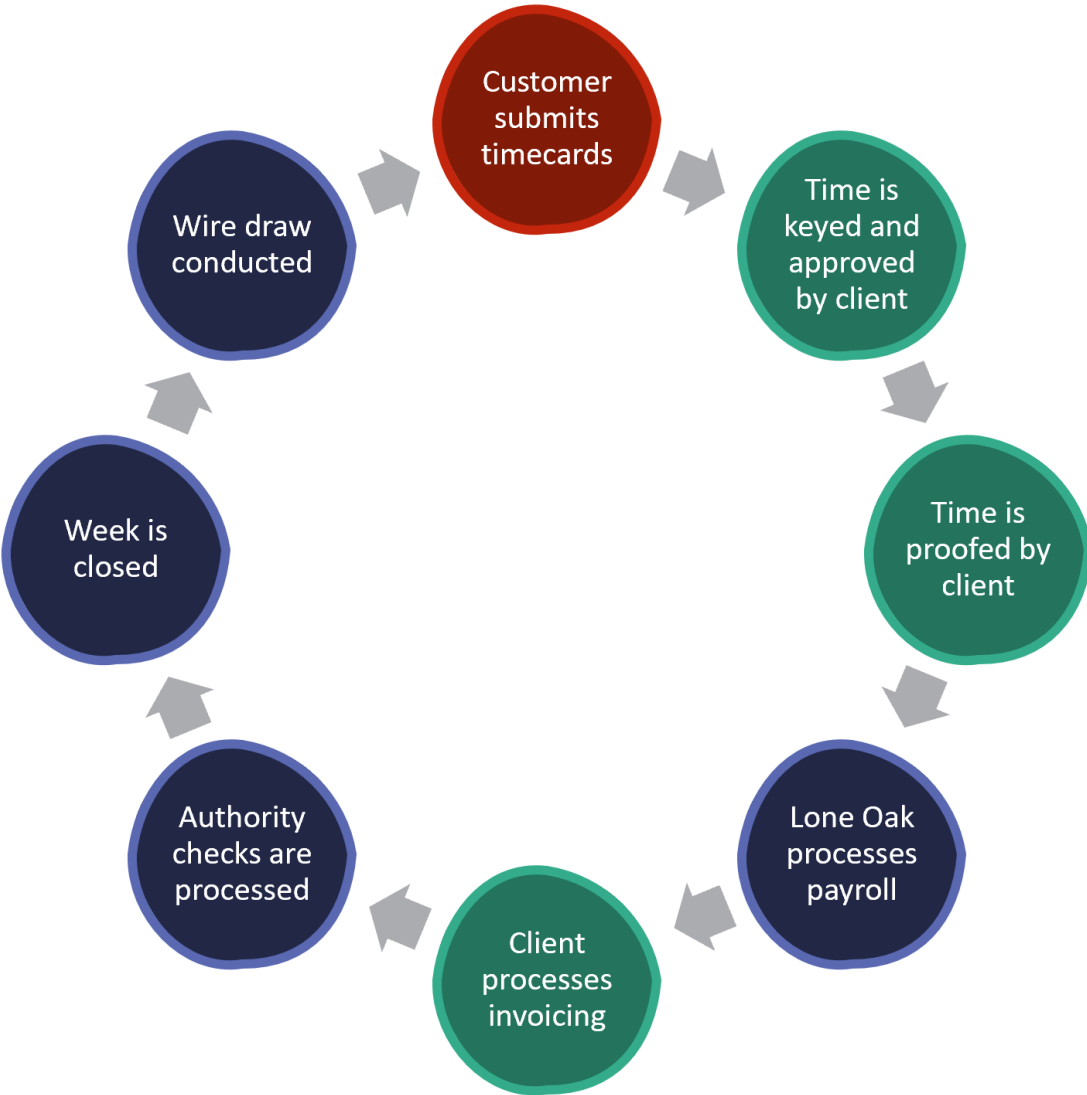 Customer
submits
timecards
Time is
keyed and
approved
by client
Time is
proofed by
client
Lone Oak
processes
payroll
Client
processes
invoicing
Authority
checks are
processed
Week is
closed
Wire draw
conducted